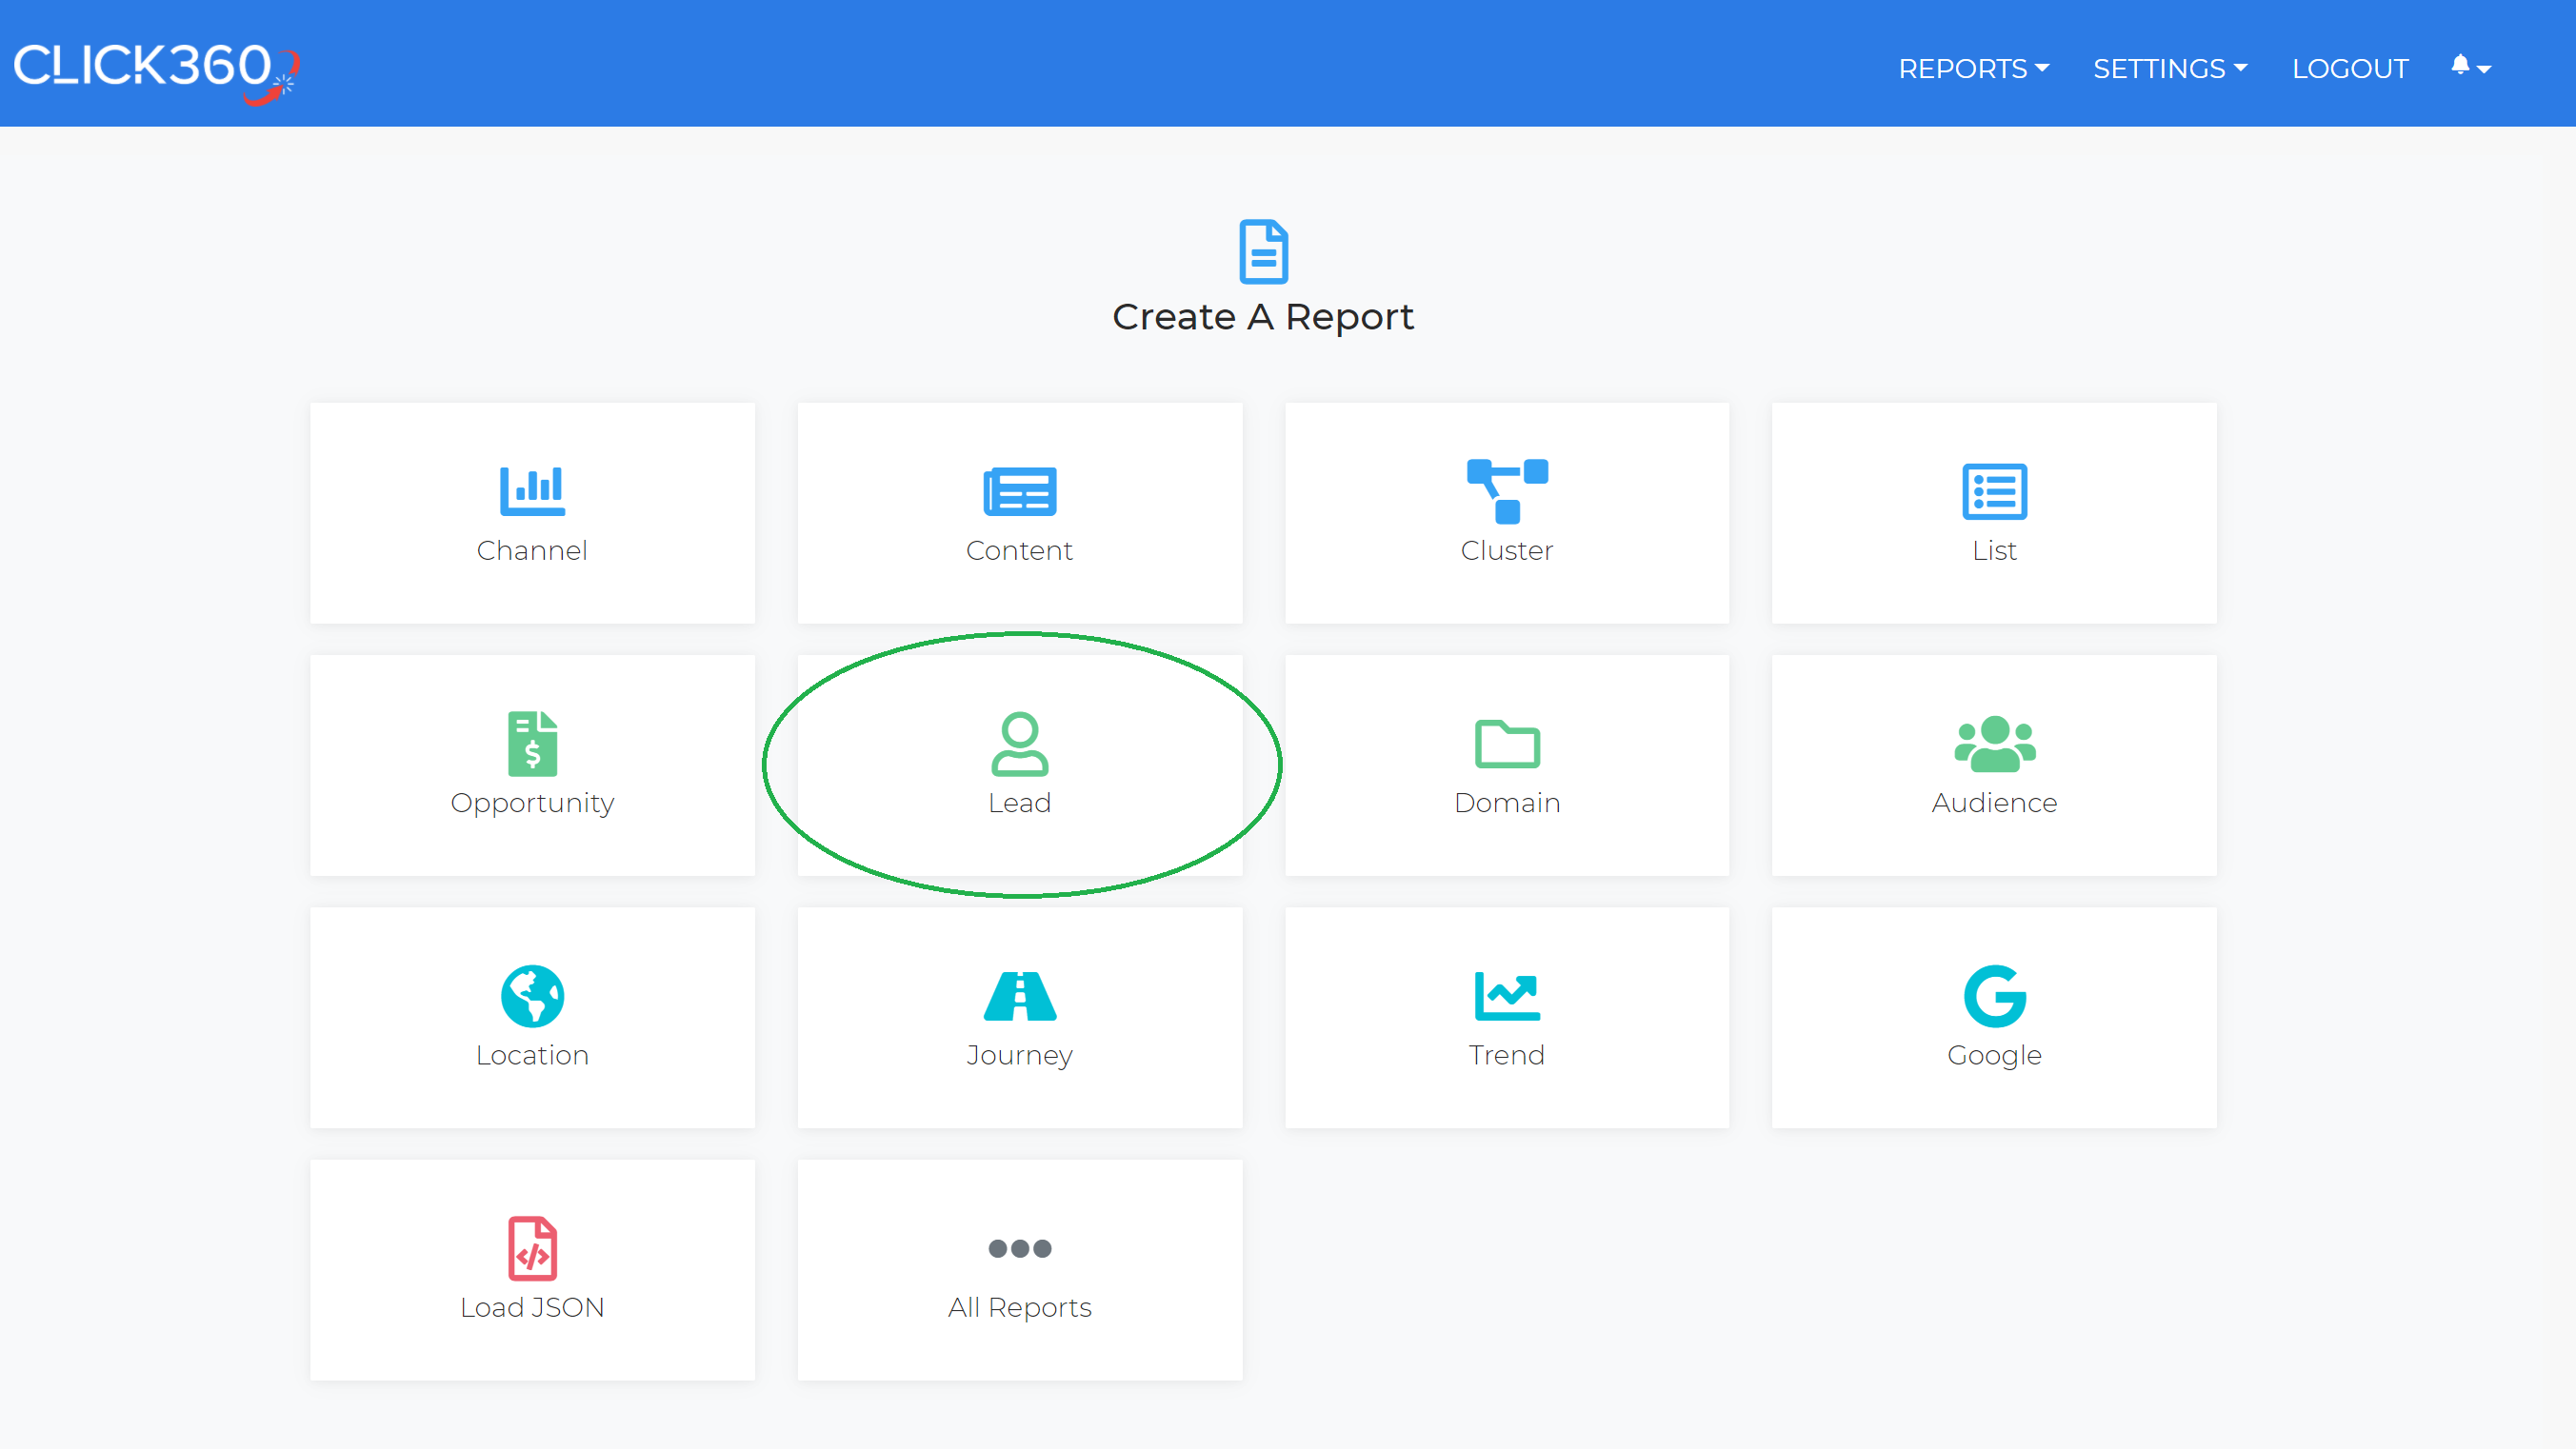 CLICK360
REPORTS SETTINGS LOGOUT
Create A Report
Channel Content Cluster List
Opportunity Lead Domain Audience
Location Journey Trend Google
Load JSON All Reports